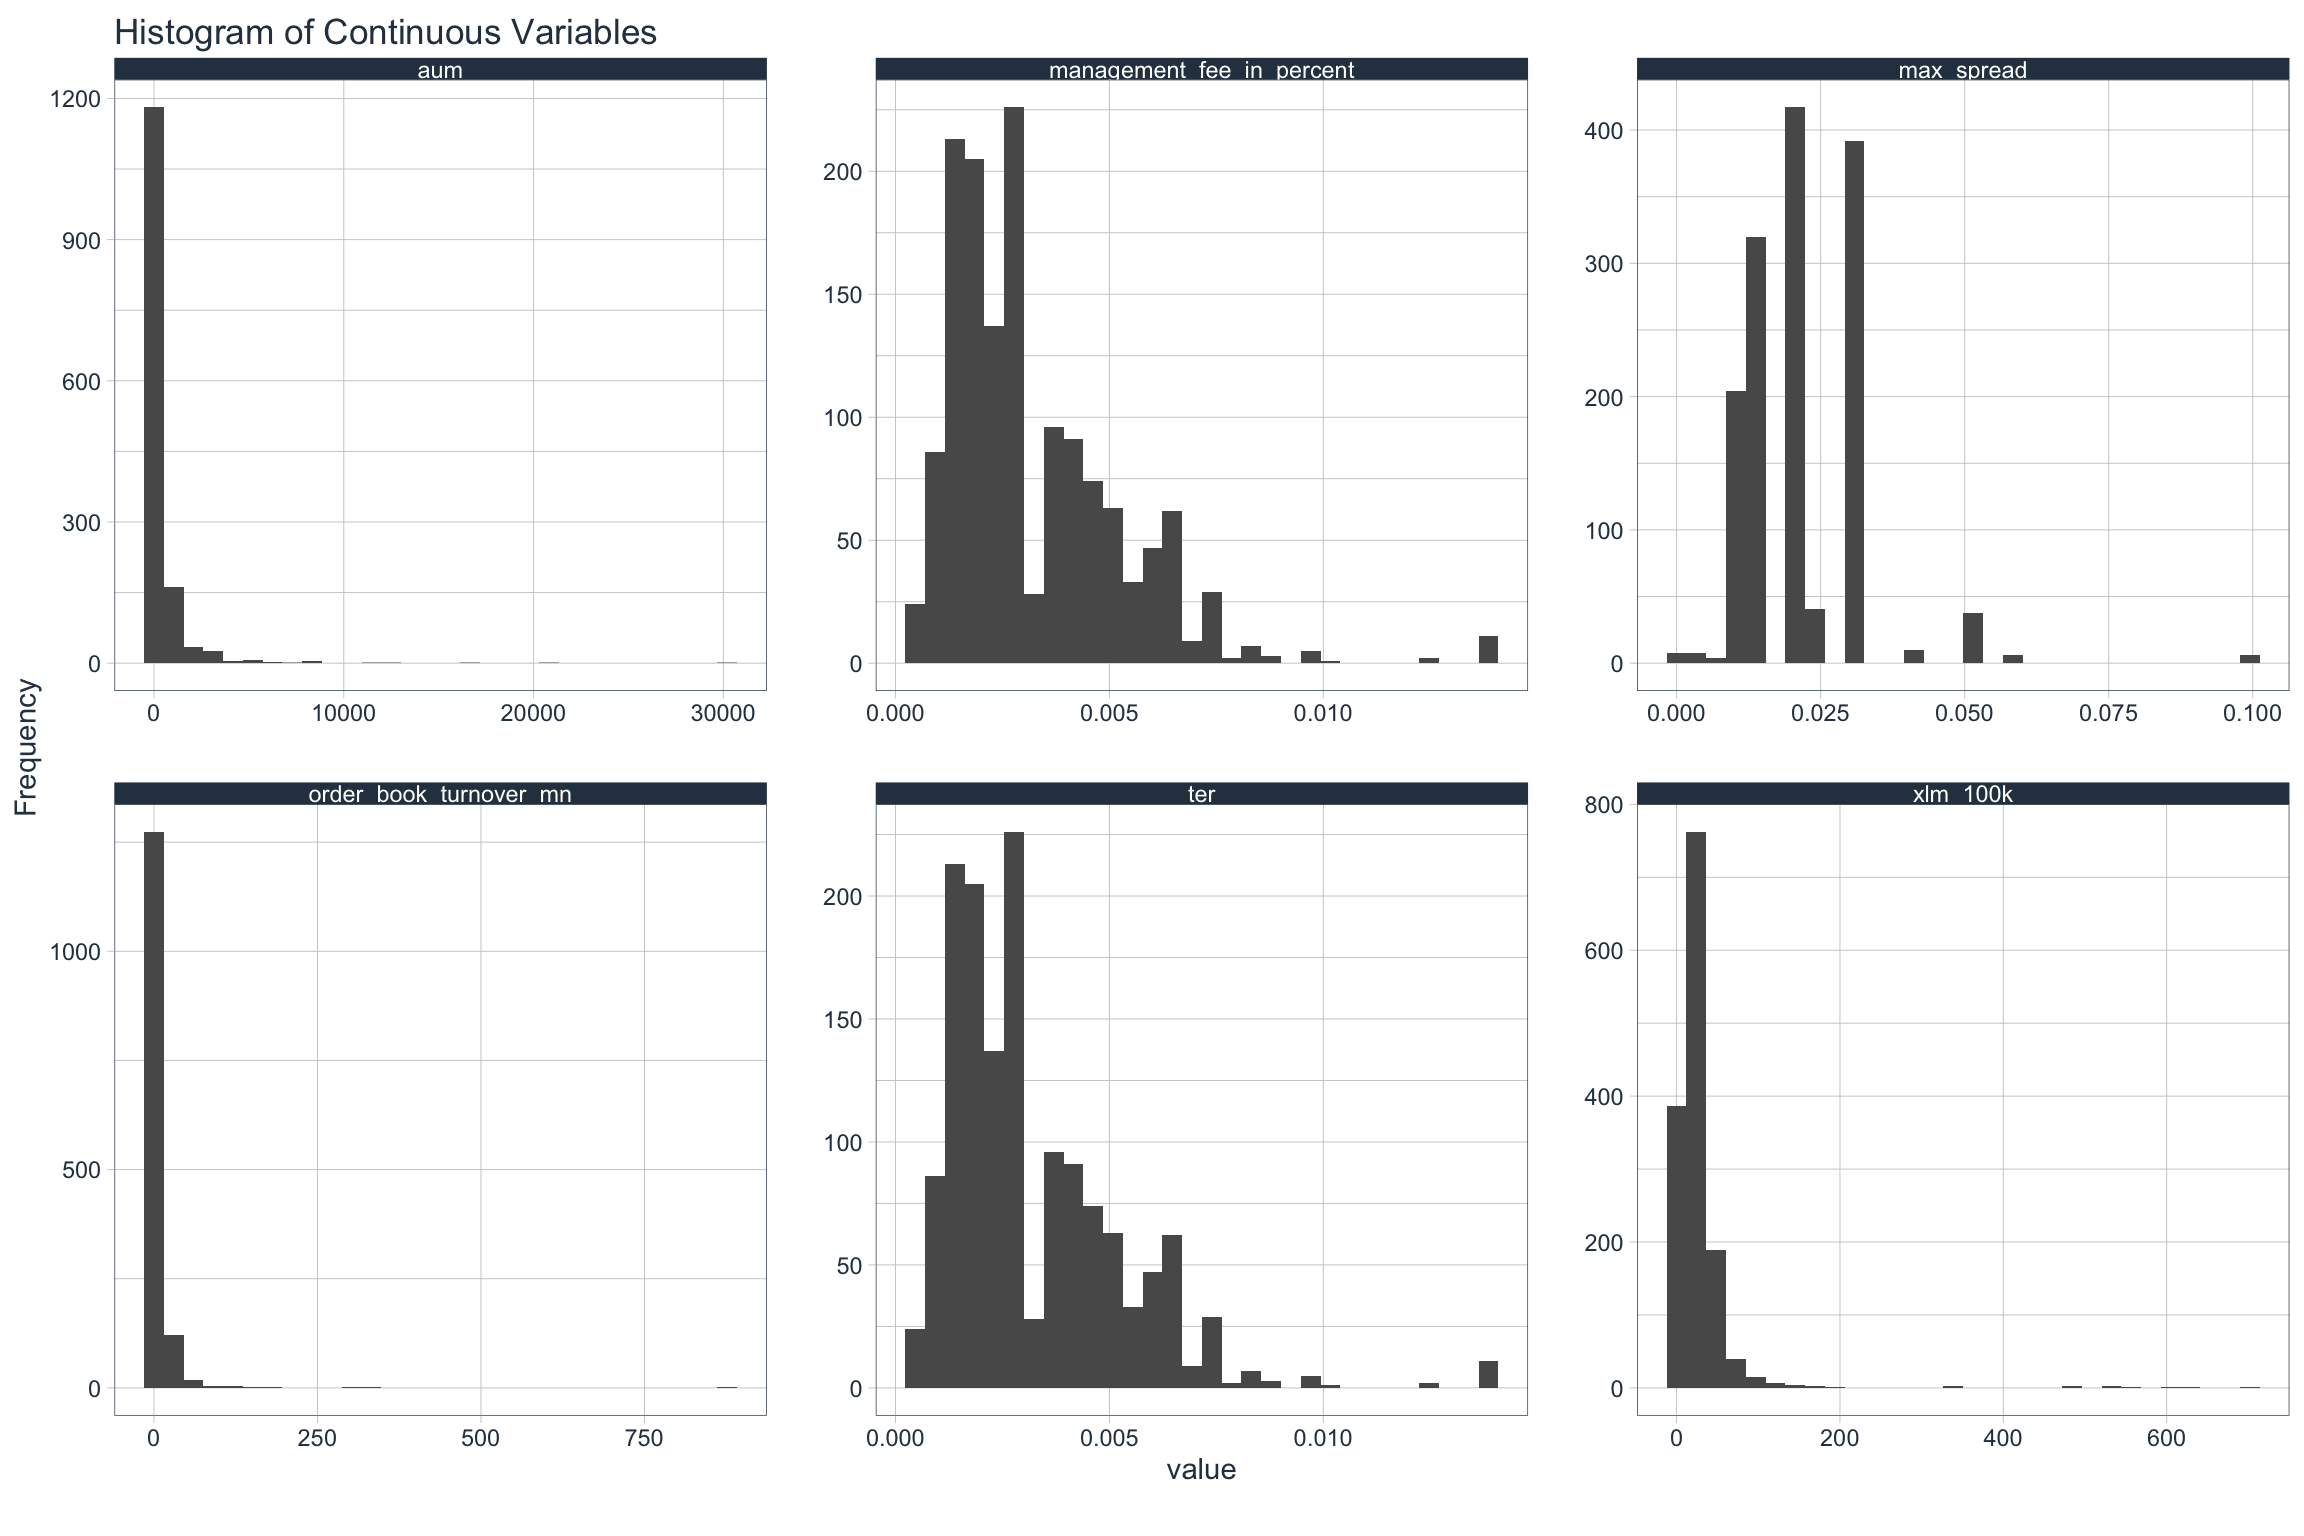 Histogram of Continuous Variables
aum
management_fee_in_percent
max_spread
1200
900
600
300
0
200
150
100
50
0
400
300
200
100
0
0 10000 20000 30000
0.000 0.005 0.010
0.000 0.025 0.050 0.075 0.100
Frequency
order_book_turnover_mn
ter
xlm_100k
1000
500
0
200
150
100
50
0
800
600
400
200
0
0 250 500 750
0.000 0.005 0.010
0 200 400 600
value